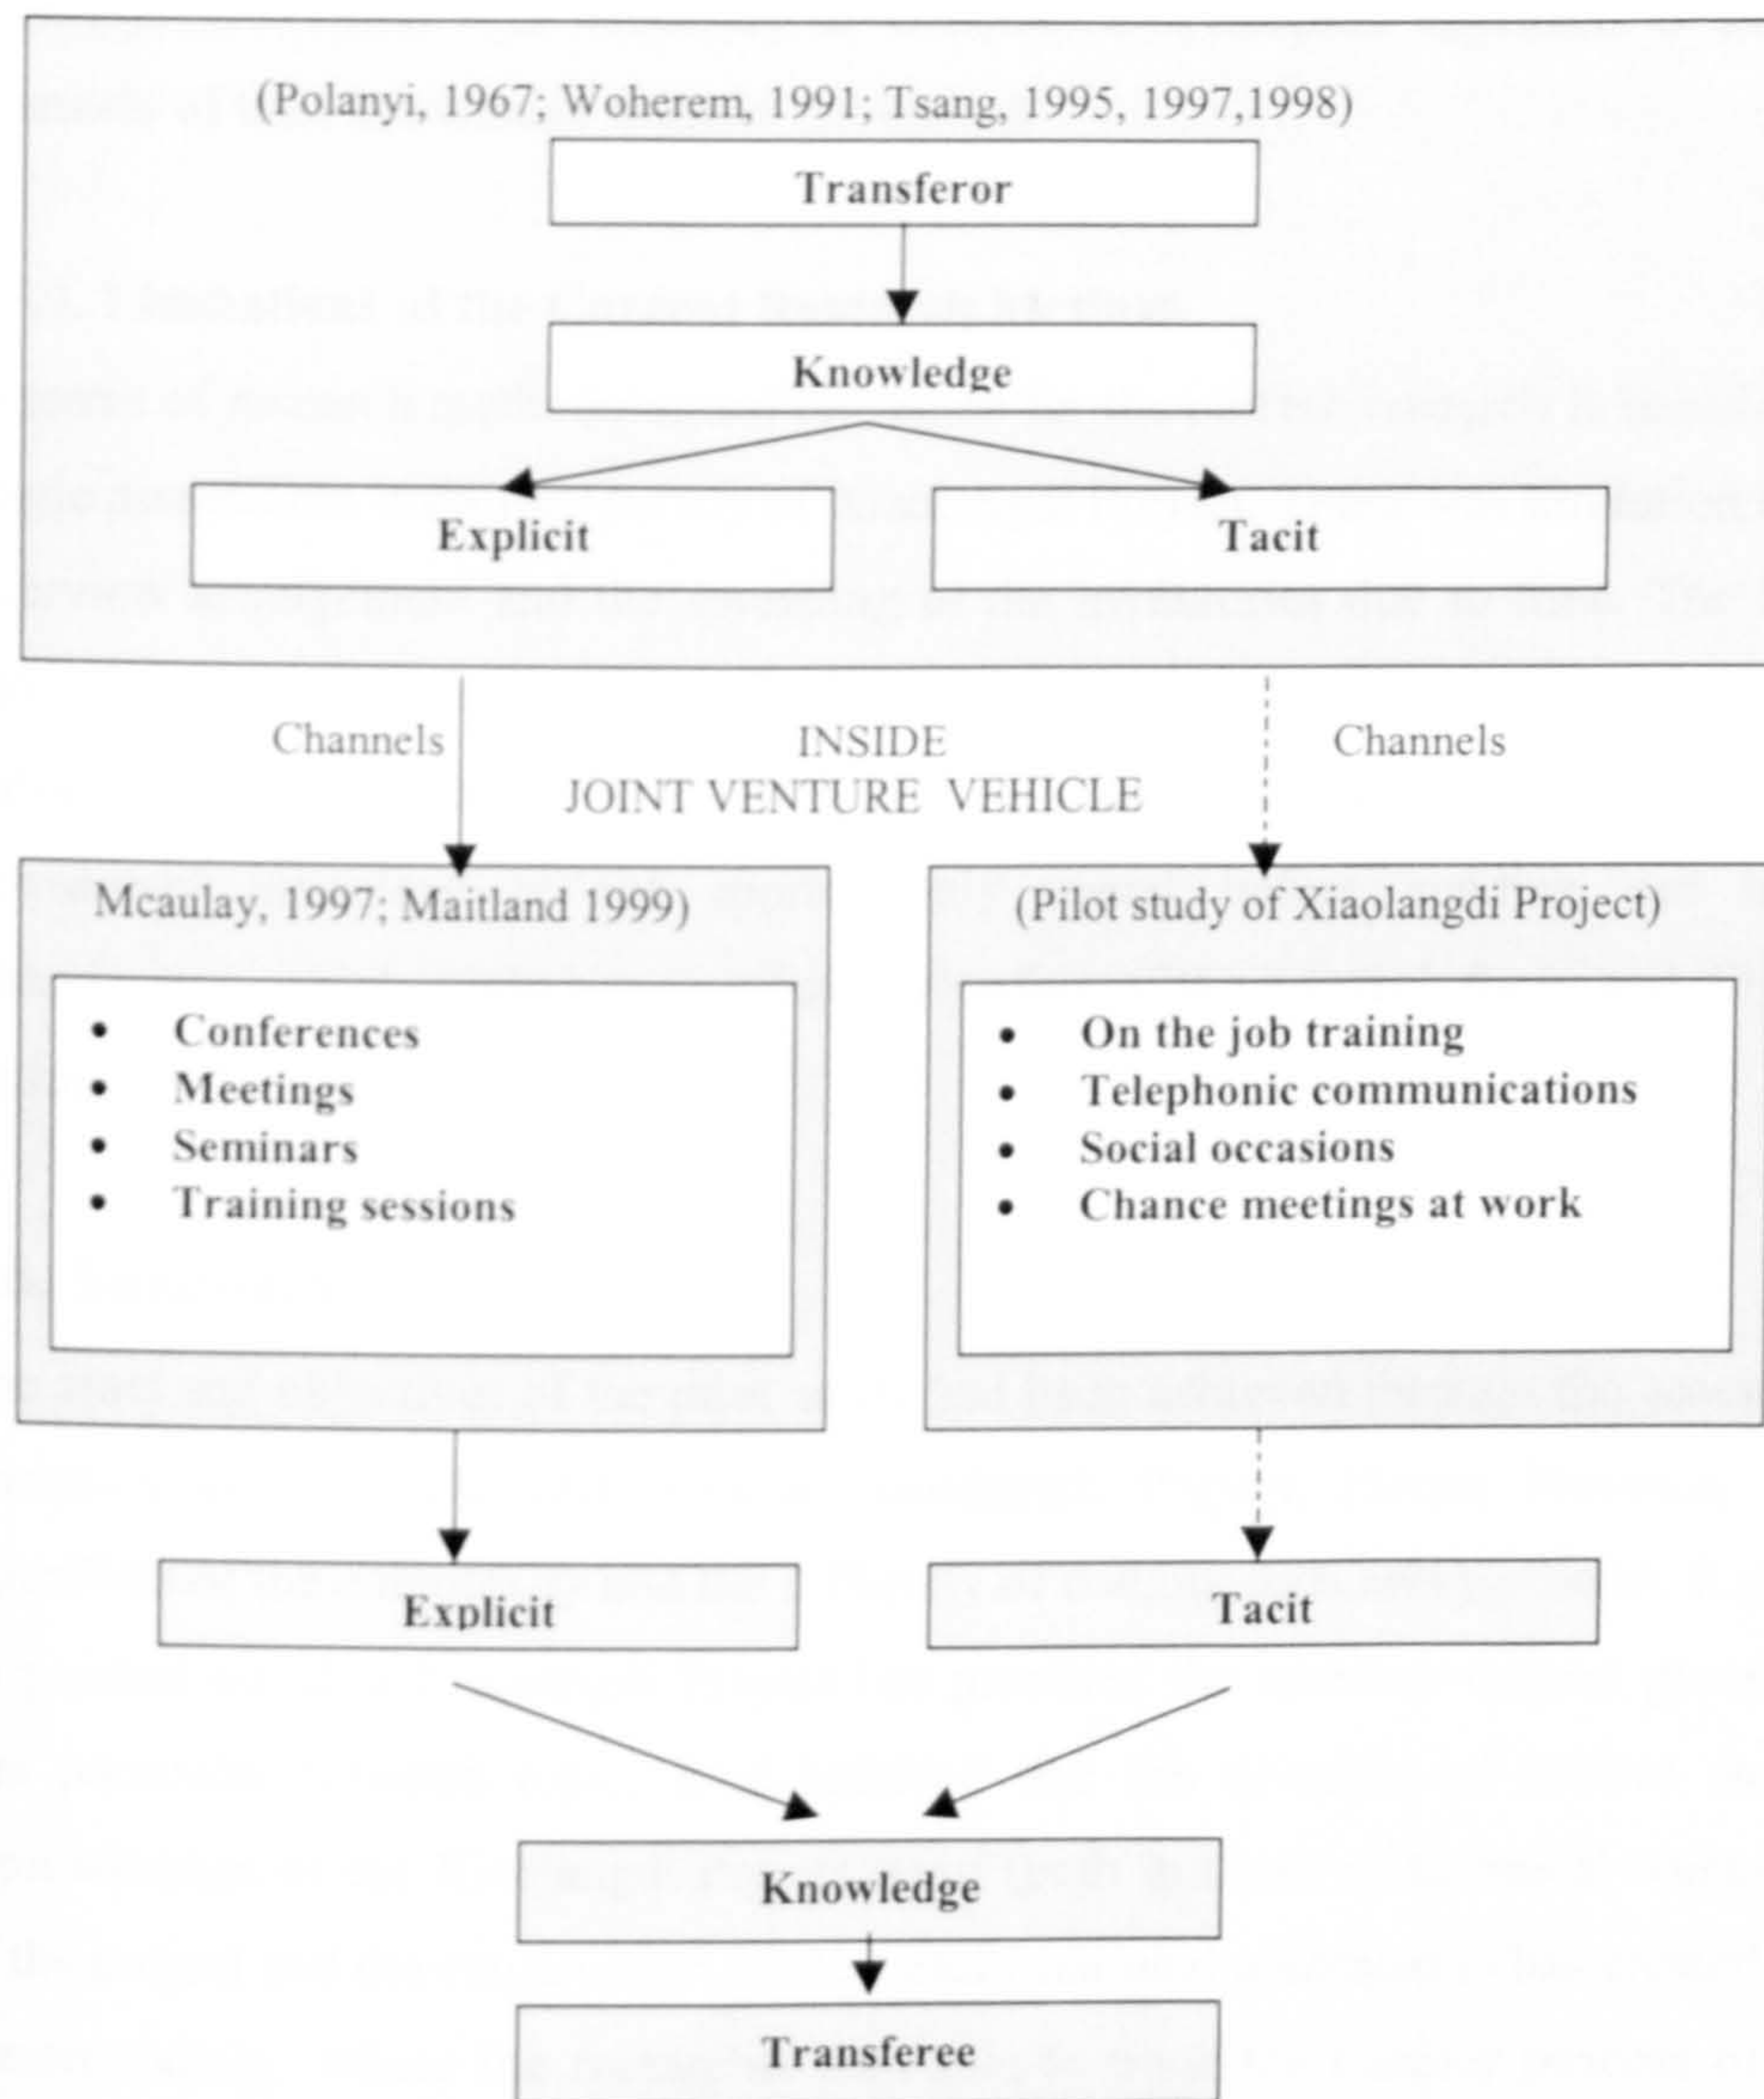 (Polanyi, 1967; Woherem, 1991; Tsang, 1995, 1997,1998)
Transferor
Knowledge
Explicit
Tacit
Channels
INSIDE
JOINT VENTURE VEHICLE
Channels
Mcaulay, 1997; Maitland 1999)
• Conferences
• Meetings
• Seminars
• Training sessions
(Pilot study of Xiaolangdi Project)
• On the job training
• Telephonic communications
• Social occasions
• Chance meetings at work
Explicit
Tacit
Knowledge
Transferee